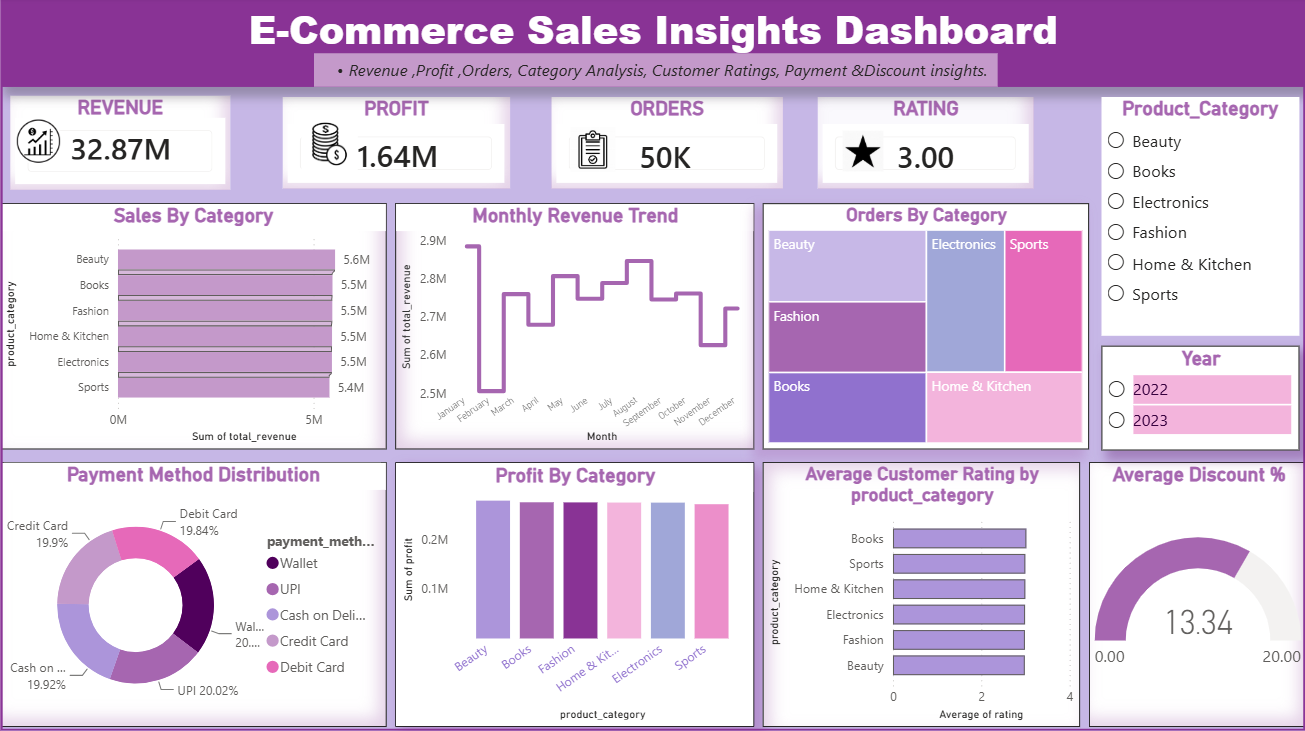 E-Commerce Sales Insights Dashboard
• Revenue ,Profit ,Orders, Category Analysis, Customer Ratings, Payment &Discount insights.
REVENUE
32.87M
PROFIT
1.64M
ORDERS
50K
RATING
3.00
Product_Category
Beauty
Books
Electronics
Fashion
Home & Kitchen
Sports
Year
2022
2023
Sales By Category
product_category
Beauty 5.6M
Books 5.5M
Fashion 5.5M
Home & Kitchen 5.5M
Electronics 5.5M
Sports 5.4M
0M 5M
Sum of total_revenue
Monthly Revenue Trend
Sum of total_revenue
2.9M
2.8M
2.7M
2.6M
2.5M
January February March April May June July August September October November December
Month
Orders By Category
Beauty
Electronics
Sports
Fashion
Books
Home & Kitchen
Payment Method Distribution
Debit Card
19.84%
Credit Card
19.9%
Wal...
20....
Cash on ...
19.92%
UPI 20.02%
payment_meth...
Wallet
UPI
Cash on Deli...
Credit Card
Debit Card
Profit By Category
Sum of profit
0.2M
0.1M
Beauty Books Fashion Home & Kit... Electronics Sports
product_category
Average Customer Rating by
product_category
product_category
Books
Sports
Home & Kitchen
Electronics
Fashion
Beauty
0 2 4
Average of rating
Average Discount %
13.34
0.00 20.00